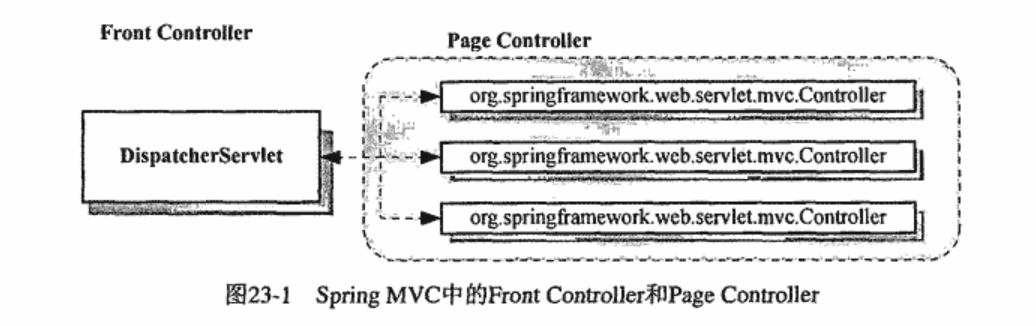 Front Controller
Page Controller
org.springframework.web.servlet.mvc.Controller
DispatcherServlet
org.springframework.web.servlet.mvc.Controller
org.springframework.web.servlet.mvc.Controller
图23-1 Spring MVC中的Front Controller和Page Controller